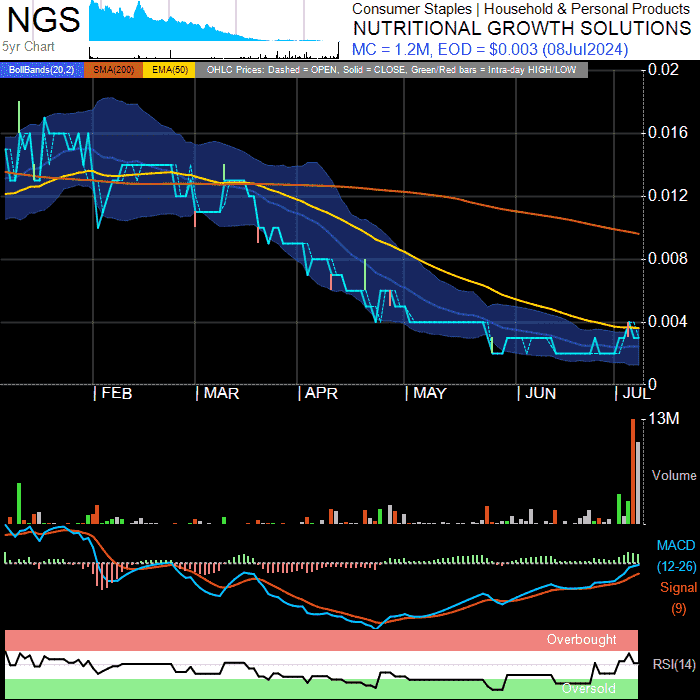 NGS
5yr Chart
Consumer Staples | Household & Personal Products
NUTRITIONAL GROWTH SOLUTIONS
MC = 1.2M, EOD = $0.003 (08Jul2024)
BollBands(20,2) SMA(200) EMA(50) OHLC Prices: Dashed = OPEN, Solid = CLOSE, Green/Red bars = Intra-day HIGH/LOW
0.02
0.016
0.012
0.008
0.004
0
| FEB | MAR | APR | MAY | JUN | JUL
13M
Volume
MACD
(12-26)
Signal
(9)
Overbought
RSI(14)
Oversold